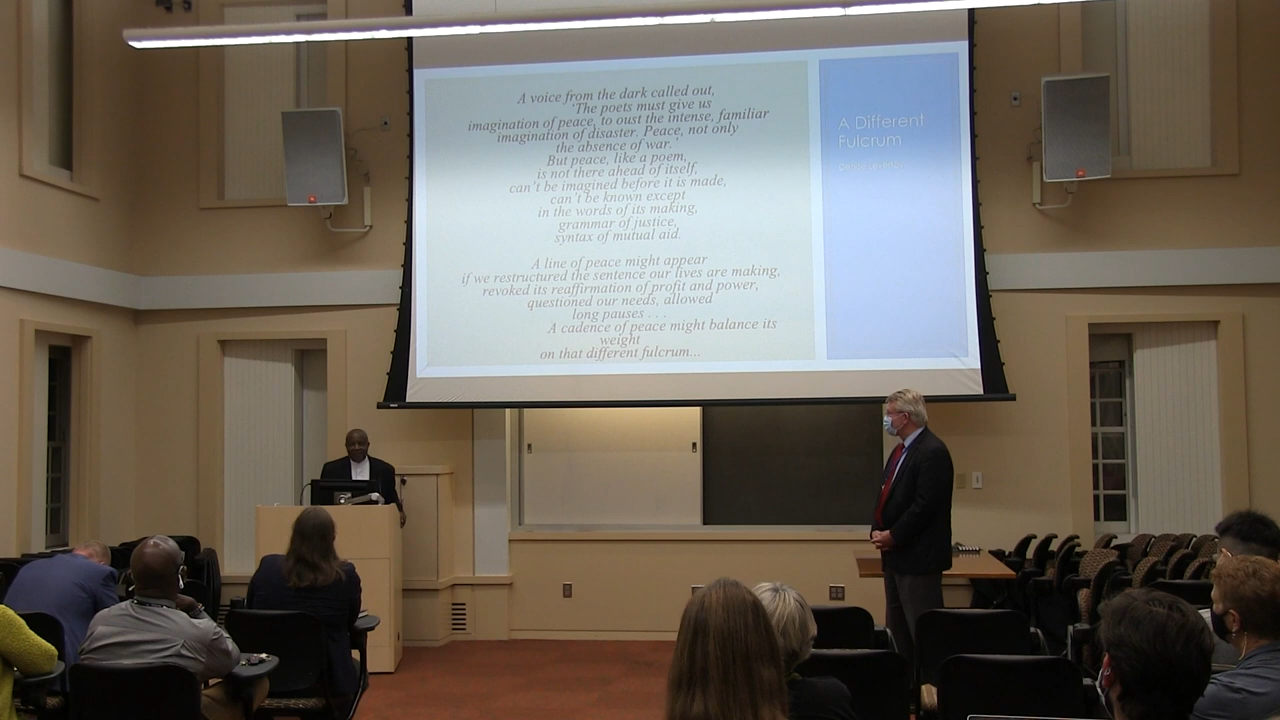 A voice from the dark called out,
'The poets must give us
imagination of peace, to oust the intense, familiar
imagination of disaster. Peace, not only
the absence of war.'
But peace, like a poem,
is not there ahead of itself,
can't be imagined before it is made,
can't be known except
in the words of its making,
grammar of justice,
syntax of mutual aid.
A line of peace might appear
if we restructured the sentence our lives are making,
revoked its reaffirmation of profit and power,
questioned our needs, allowed
long pauses . . .
A cadence of peace might balance its
weight
on that different fulcrum...
A Different
Fulcrum